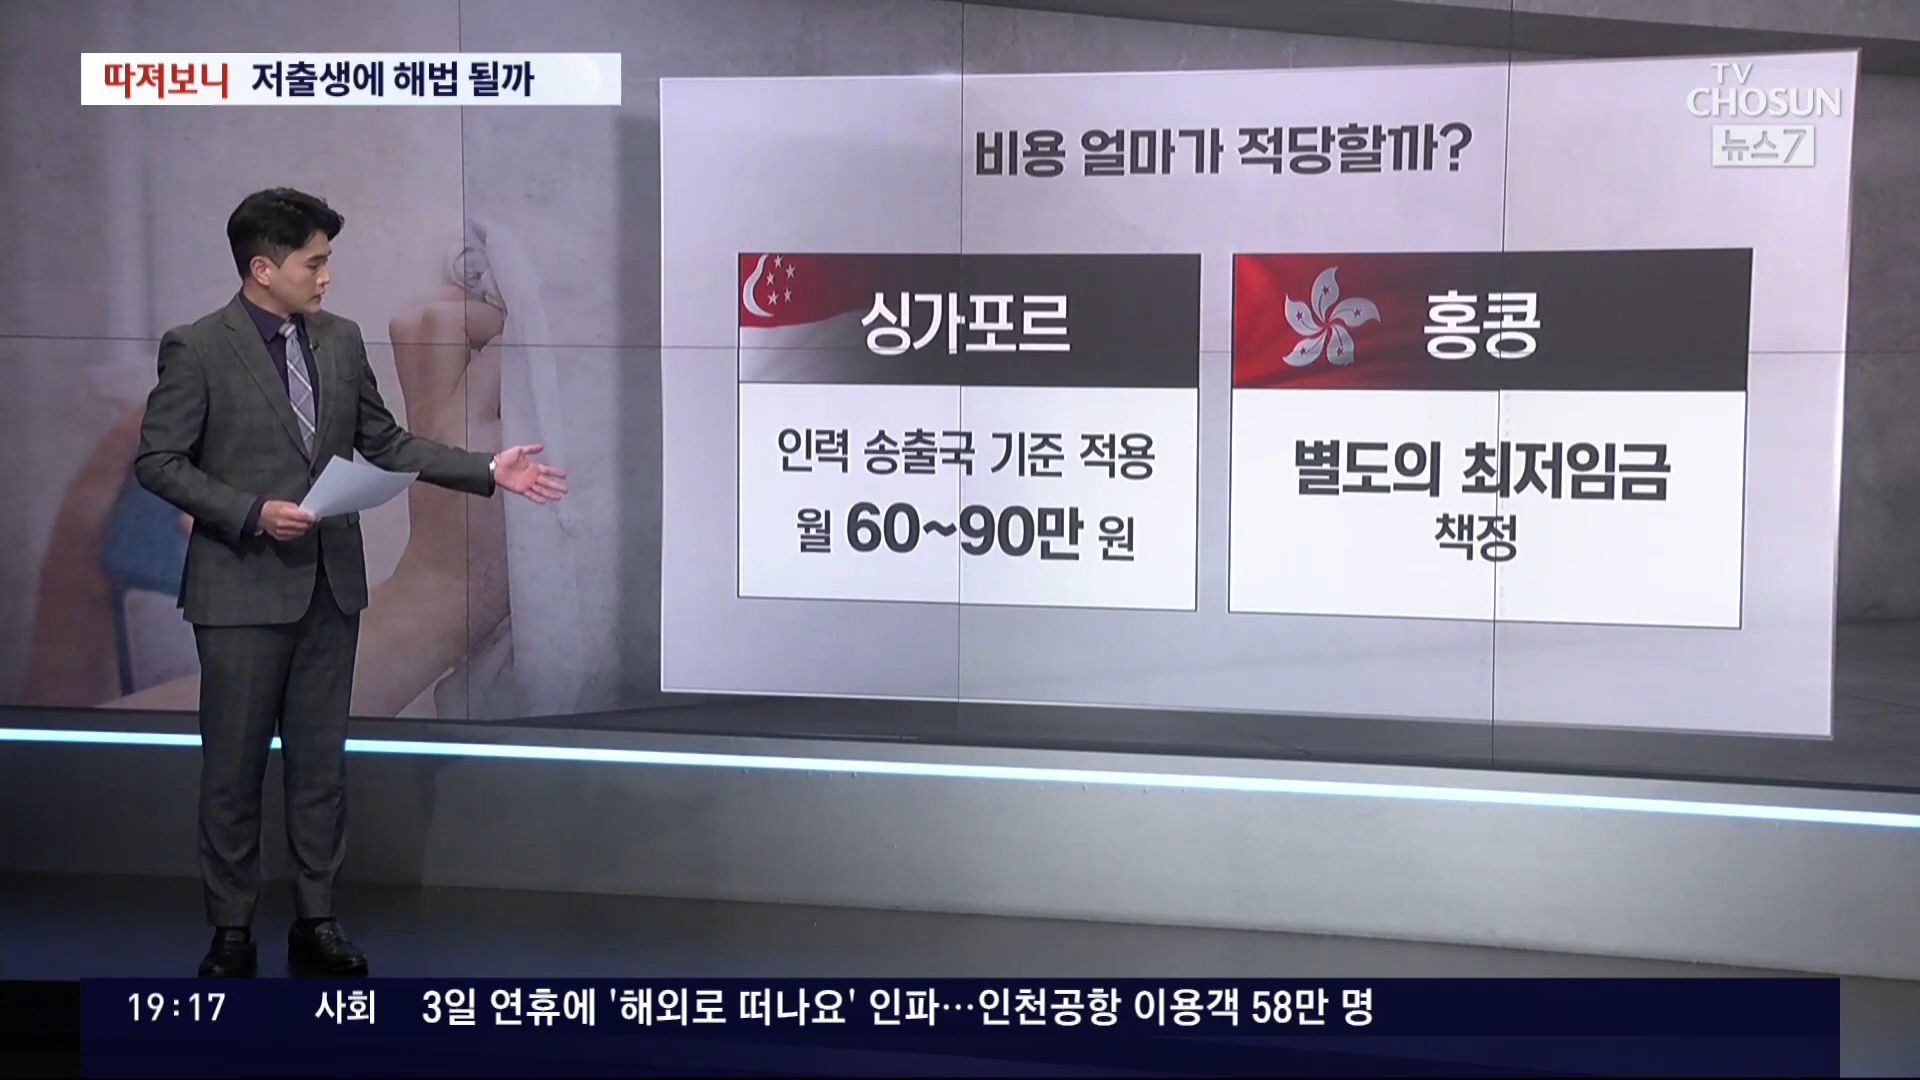 따져보니 저출생에 해법 될까
TV
CHOSUN
뉴스7
비용 얼마가 적당할까?
싱가포르
인력 송출국 기준 적용
월 60~90만 원
홍콩
별도의 최저임금
책정
19:17 사회 3일 연휴에 '해외로 떠나요' 인파…인천공항 이용객 58만 명